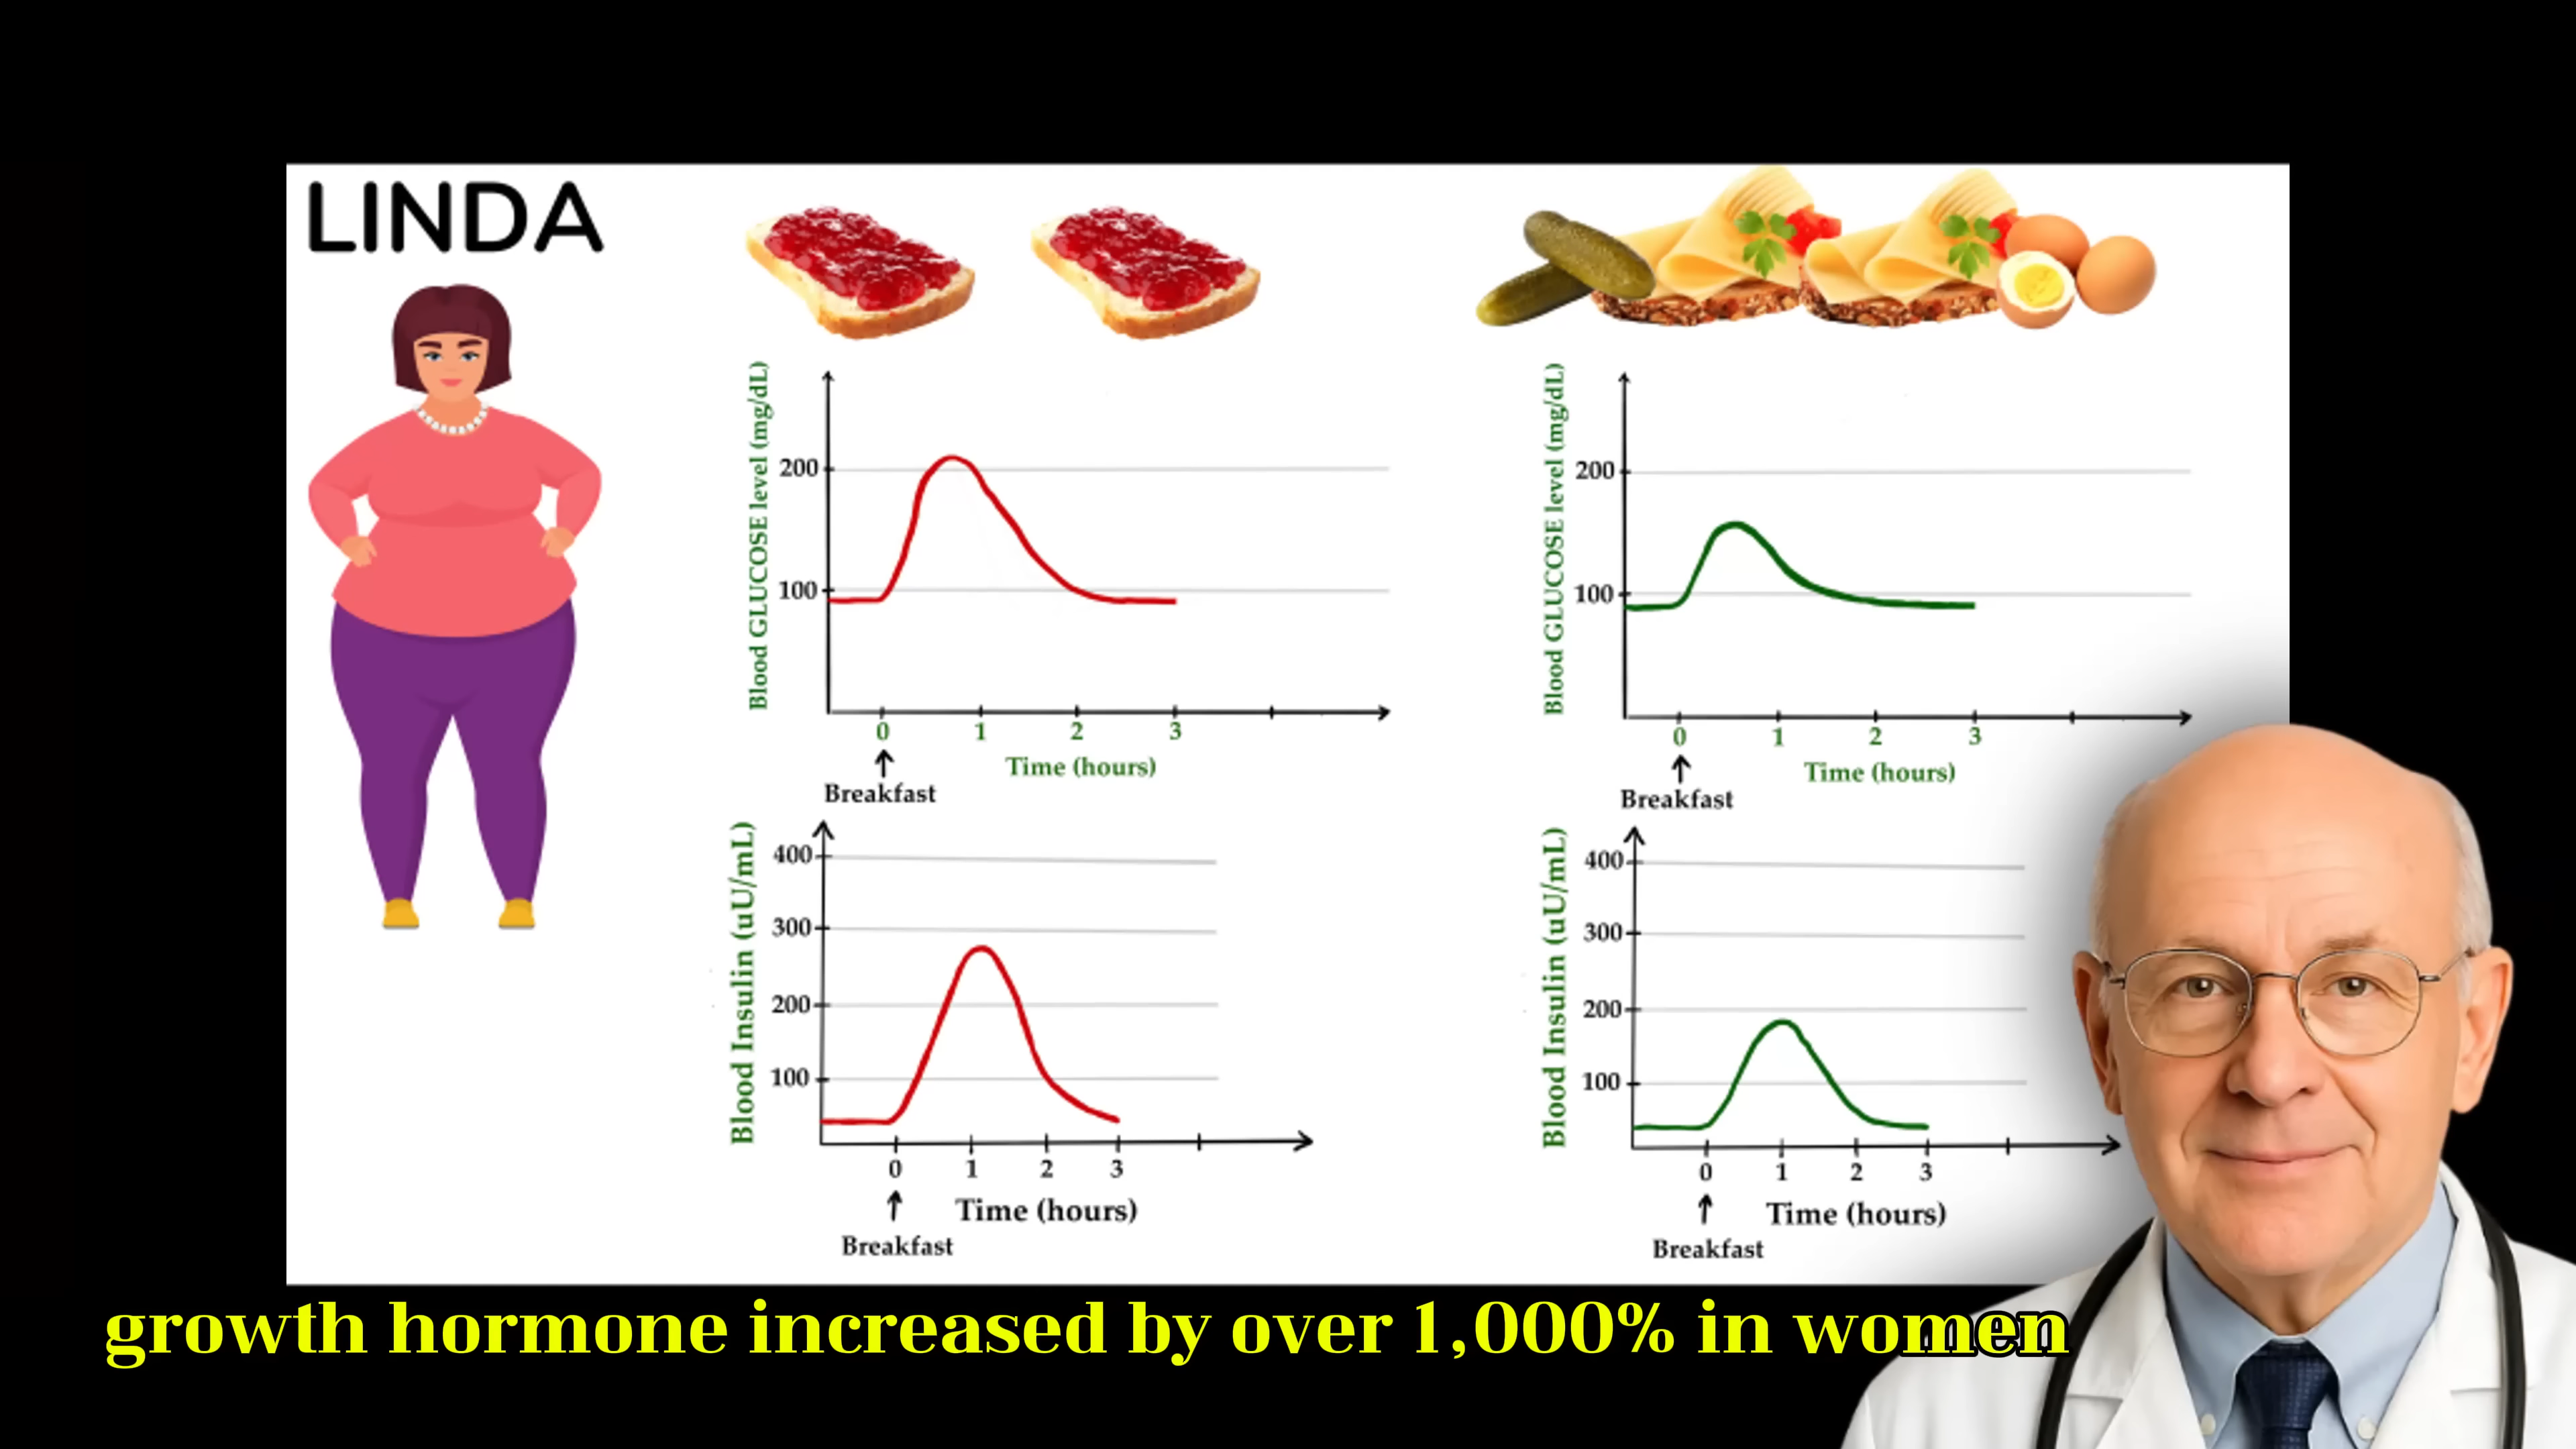 LINDA
Blood GLUCOSE level (mg/dL)
200
100
0
1
2
3
Time (hours)
Breakfast
Blood GLUCOSE level (mg/dL)
200
100
0
1
2
3
Time (hours)
Breakfast
Blood Insulin (uU/mL)
400
300
200
100
0
1
2
3
Time (hours)
Breakfast
Blood Insulin (uU/mL)
400
300
200
100
0
1
2
3
Time (hours)
Breakfast
growth hormone increased by over 1,000% in women